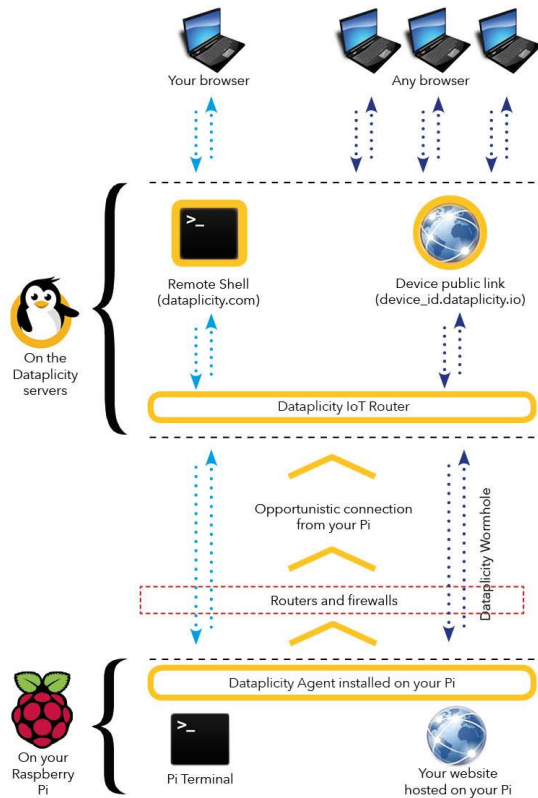 Your browser
Any browser
>_
Remote Shell
(dataplicity.com)
Device public link
(device_id.dataplicity.io)
On the
Dataplicity
servers
Dataplicity IoT Router
Opportunistic connection
from your Pi
Dataplicity Wormhole
Routers and firewalls
Dataplicity Agent installed on your Pi
>_
On your
Raspberry
Pi
Pi Terminal
Your website
hosted on your Pi